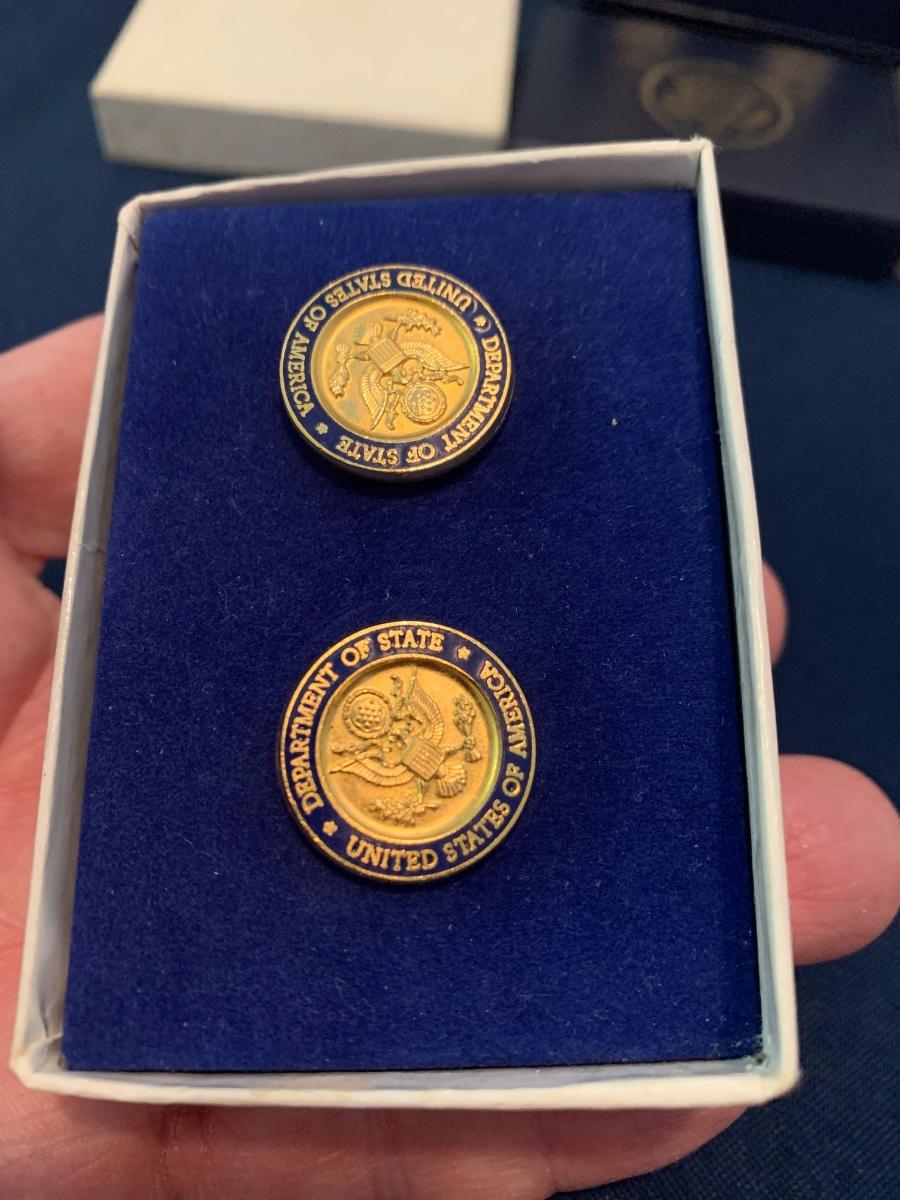 DEPARTMENT OF STATE
UNITED STATES OF AMERICA
DEPARTMENT OF STATE
UNITED STATES OF AMERICA